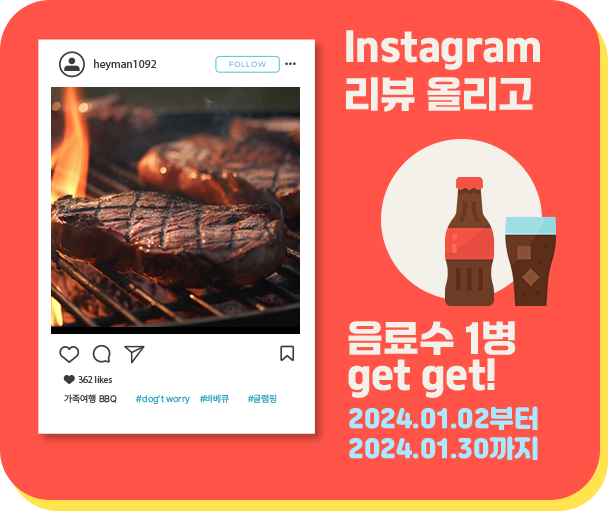 heyman1092
FOLLOW
362 likes
가족여행 BBQ #dog't worry #바베큐 #글램핑
Instagram
리뷰 올리고
음료수 1병
get get!
2024.01.02부터
2024.01.30까지